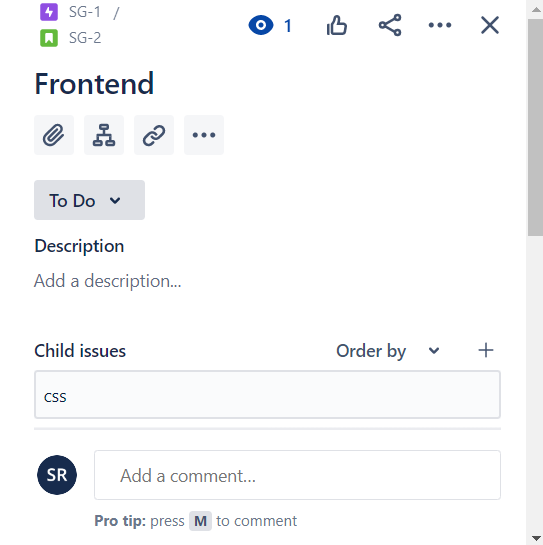 SG-1 /
SG-2
1
Frontend
To Do
Description
Add a description...
Child issues Order by
css
SR Add a comment...
Pro tip: press M to comment